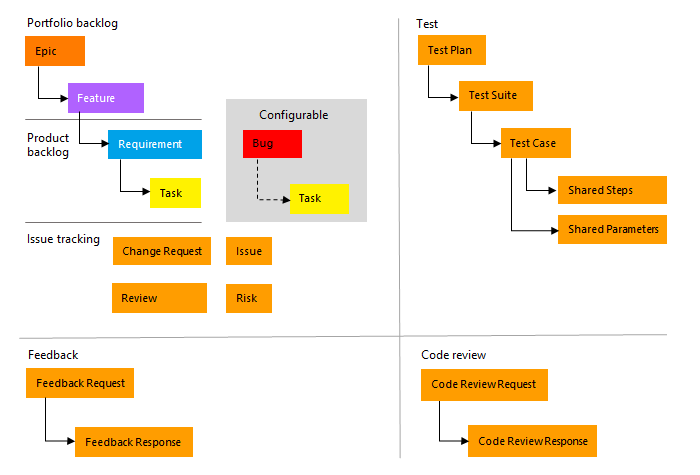 Portfolio backlog
Epic
Feature
Product
backlog
Requirement
Task
Configurable
Bug
Task
Issue tracking
Change Request
Issue
Review
Risk
Test
Test Plan
Test Suite
Test Case
Shared Steps
Shared Parameters
Feedback
Feedback Request
Feedback Response
Code review
Code Review Request
Code Review Response